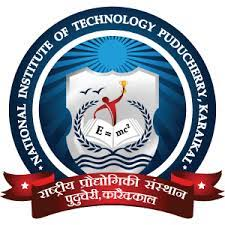 • NATIONAL INSTITUTE OF TECHNOLOGY PUDUCHERRY, KARAIKAL •
E = mc²
राष्ट्रीय प्रौद्योगिकी संस्थान
पुदुचेरी, कारैक्काल